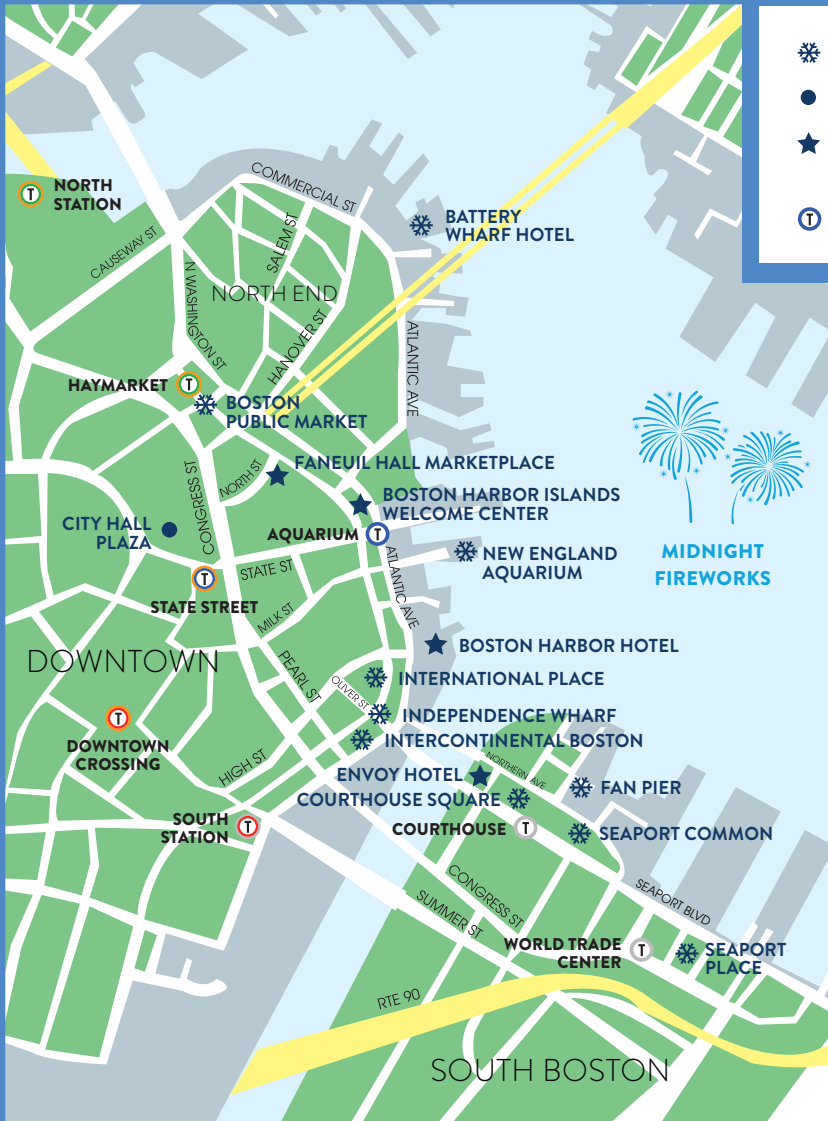 COMMERCIAL ST
NORTH
STATION
BATTERY
WHARF HOTEL
CAUSEWAY ST
SALEM ST
N WASHINGTON ST
NORTH END
HANOVER ST
ATLANTIC AVE
HAYMARKET
T
T
T
BOSTON
PUBLIC MARKET
NORTH ST
FANEUIL HALL MARKETPLACE
CONGRESS ST
BOSTON HARBOR ISLANDS
WELCOME CENTER
CITY HALL
PLAZA
AQUARIUM
T
NEW ENGLAND
AQUARIUM
MIDNIGHT
FIREWORKS
STATE ST
T
STATE STREET
ATLANTIC AVE
MILK ST
BOSTON HARBOR HOTEL
DOWNTOWN
PEARL ST
OLIVER ST
INTERNATIONAL PLACE
T
DOWNTOWN
CROSSING
INDEPENDENCE WHARF
INTERCONTINENTAL BOSTON
HIGH ST
NORTHERN AVE
ENVOY HOTEL
FAN PIER
COURTHOUSE SQUARE
SOUTH
STATION
T
COURTHOUSE
T
SEAPORT COMMON
CONGRESS ST
SUMMER ST
SEAPORT BLVD
WORLD TRADE
CENTER
T
SEAPORT
PLACE
RTE 90
SOUTH BOSTON